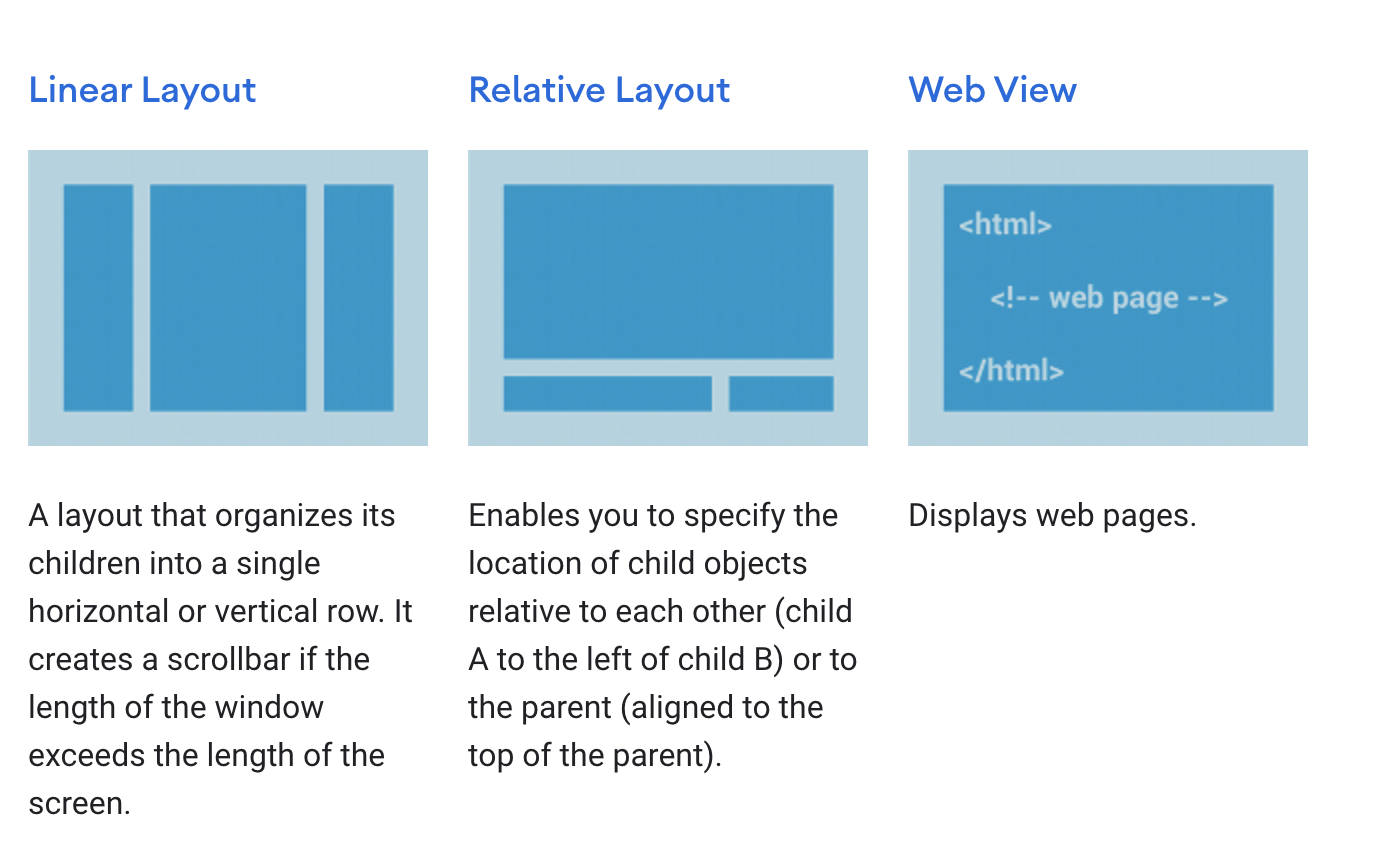 Linear Layout
Relative Layout
Web View
<html>
<!-- web page -->
</html>
A layout that organizes its
children into a single
horizontal or vertical row. It
creates a scrollbar if the
length of the window
exceeds the length of the
screen.
Enables you to specify the
location of child objects
relative to each other (child
A to the left of child B) or to
the parent (aligned to the
top of the parent).
Displays web pages.